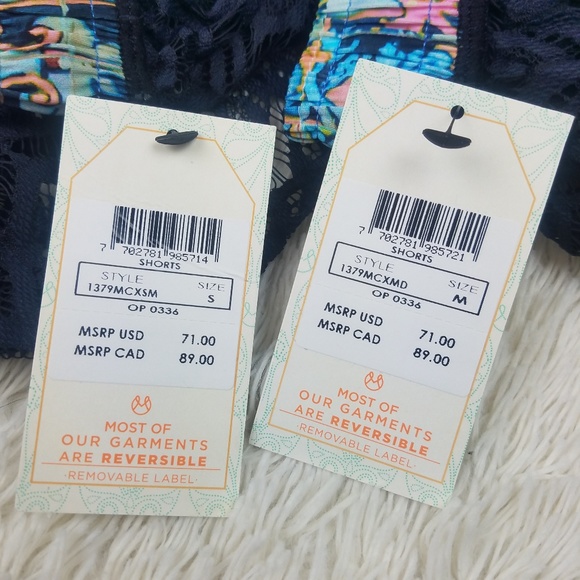 7 702781 985714
SHORTS
STYLE SIZE
1379MCXSM S
OP 0336
MSRP USD 71.00
MSRP CAD 89.00
MOST OF
OUR GARMENTS
ARE REVERSIBLE
·REMOVABLE LABEL·
7 702781 985721
SHORTS
STYLE SIZE
1379MCXMD M
OP 0336
MSRP USD 71.00
MSRP CAD 89.00
MOST OF
OUR GARMENTS
ARE REVERSIBLE
·REMOVABLE LABEL·